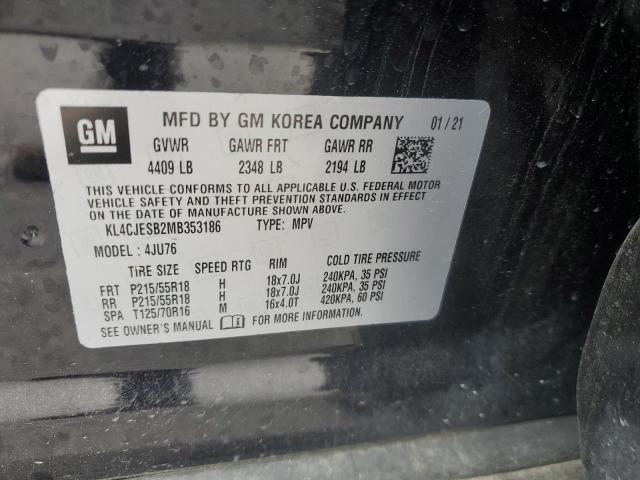 GM MFD BY GM KOREA COMPANY 01/21
GVWR GAWR FRT GAWR RR
4409 LB 2348 LB 2194 LB
THIS VEHICLE CONFORMS TO ALL APPLICABLE U.S. FEDERAL MOTOR
VEHICLE SAFETY AND THEFT PREVENTION STANDARDS IN EFFECT
ON THE DATE OF MANUFACTURE SHOWN ABOVE.
KL4CJESB2MB353186 TYPE: MPV
MODEL: 4JU76
TIRE SIZE SPEED RTG RIM COLD TIRE PRESSURE
FRT P215/55R18 H 18x7.0J 240KPA, 35 PSI
RR P215/55R18 H 18x7.0J 240KPA, 35 PSI
SPA T125/70R16 M 16x4.0T 420KPA, 60 PSI
SEE OWNER'S MANUAL FOR MORE INFORMATION.